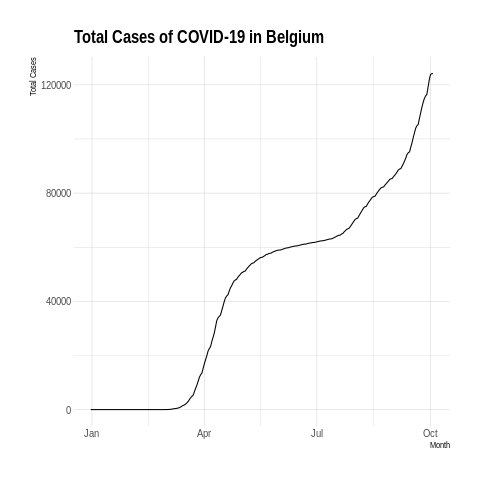 Total Cases of COVID-19 in Belgium
Total Cases
120000
80000
40000
0
Jan Apr Jul Oct
Month